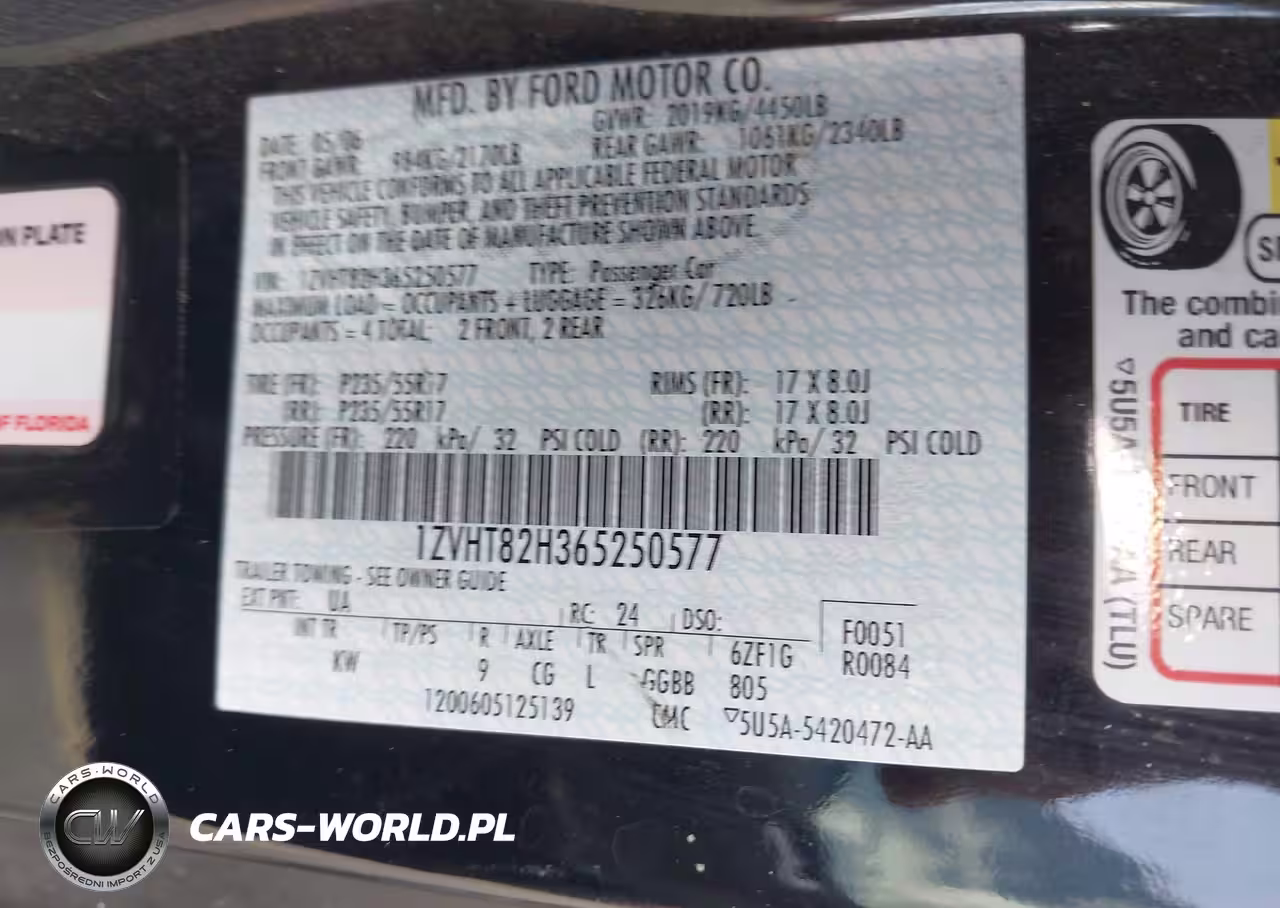 MFD. BY FORD MOTOR CO.
DATE: 05/06 GVWR: 2019KG/4450LB
FRONT GAWR: 984KG/2170LB REAR GAWR: 1061KG/2340LB
THIS VEHICLE CONFORMS TO ALL APPLICABLE FEDERAL MOTOR
VEHICLE SAFETY, BUMPER, AND THEFT PREVENTION STANDARDS
IN EFFECT ON THE DATE OF MANUFACTURE SHOWN ABOVE.
VIN: 1ZVHT82H365250577 TYPE: Passenger Car
MAXIMUM LOAD = OCCUPANTS + LUGGAGE = 326KG/720LB
OCCUPANTS = 4 TOTAL; 2 FRONT, 2 REAR
TIRE (FR): P235/55R17 RIMS (FR): 17 X 8.0J
(RR): P235/55R17 (RR): 17 X 8.0J
PRESSURE (FR): 220 kPa/ 32 PSI COLD (RR): 220 kPa/ 32 PSI COLD
1ZVHT82H365250577
TRAILER TOWING - SEE OWNER GUIDE
EXT PNT: UA RC: 24 DSO: F0051
INT TR TP/PS R AXLE TR SPR 6ZF1G R0084
KW 9 CG L GGBB 805
1200605125139 ▽5U5A-5420472-AA
N PLATE
F FLORIDA
The combi
and ca
TIRE
FRONT
REAR
SPARE
▽5U5A
A (TLU)
CARS-WORLD
CW
BEZPOŚREDNI IMPORT Z USA
CARS-WORLD.PL